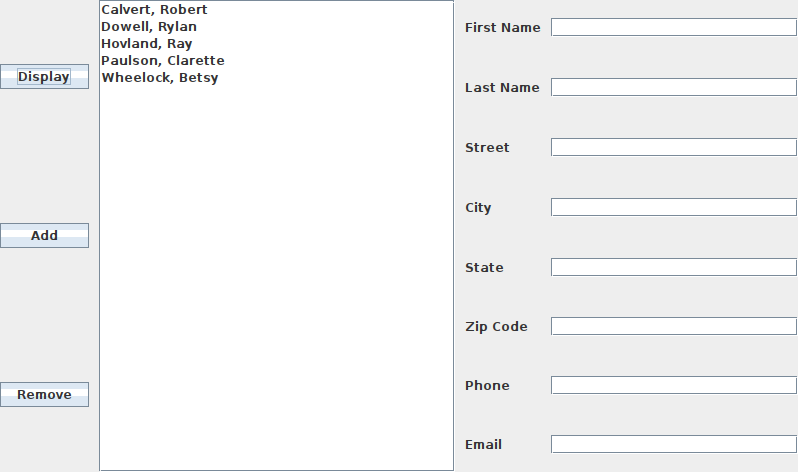 Display
Add
Remove
Calvert, Robert
Dowell, Rylan
Hovland, Ray
Paulson, Clarette
Wheelock, Betsy
First Name
Last Name
Street
City
State
Zip Code
Phone
Email